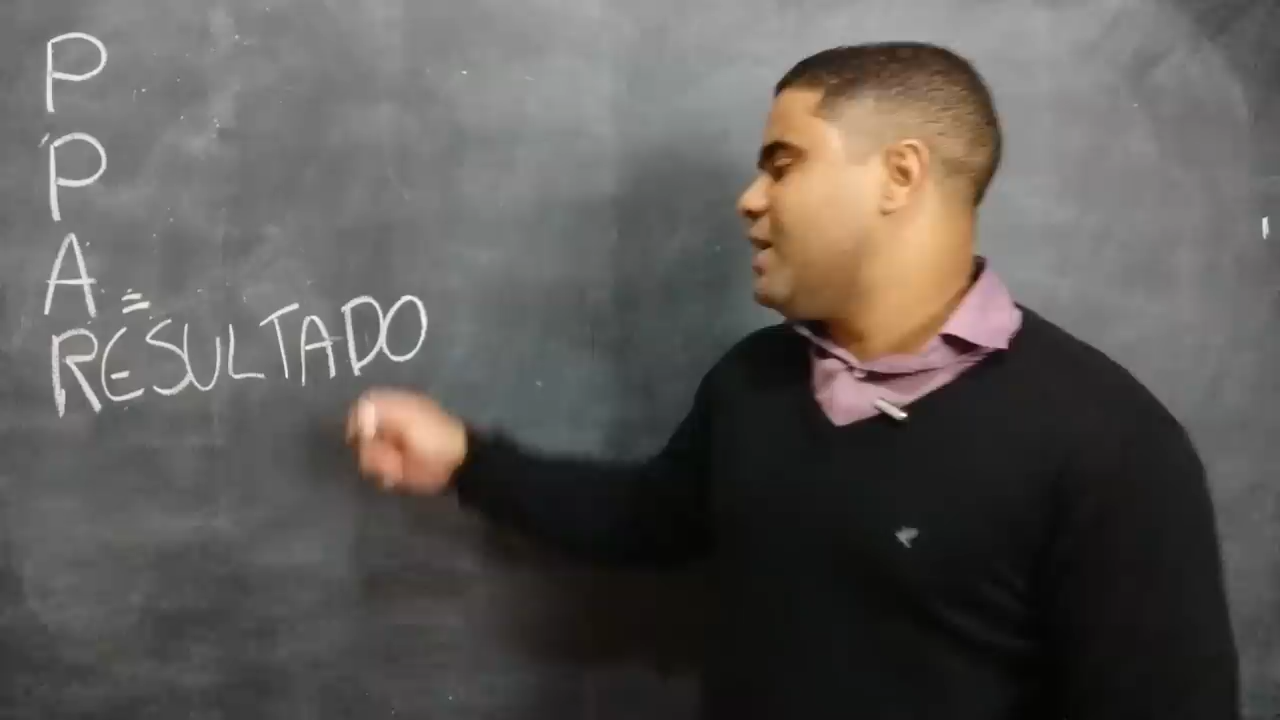 P
P
A =
RESULTADO